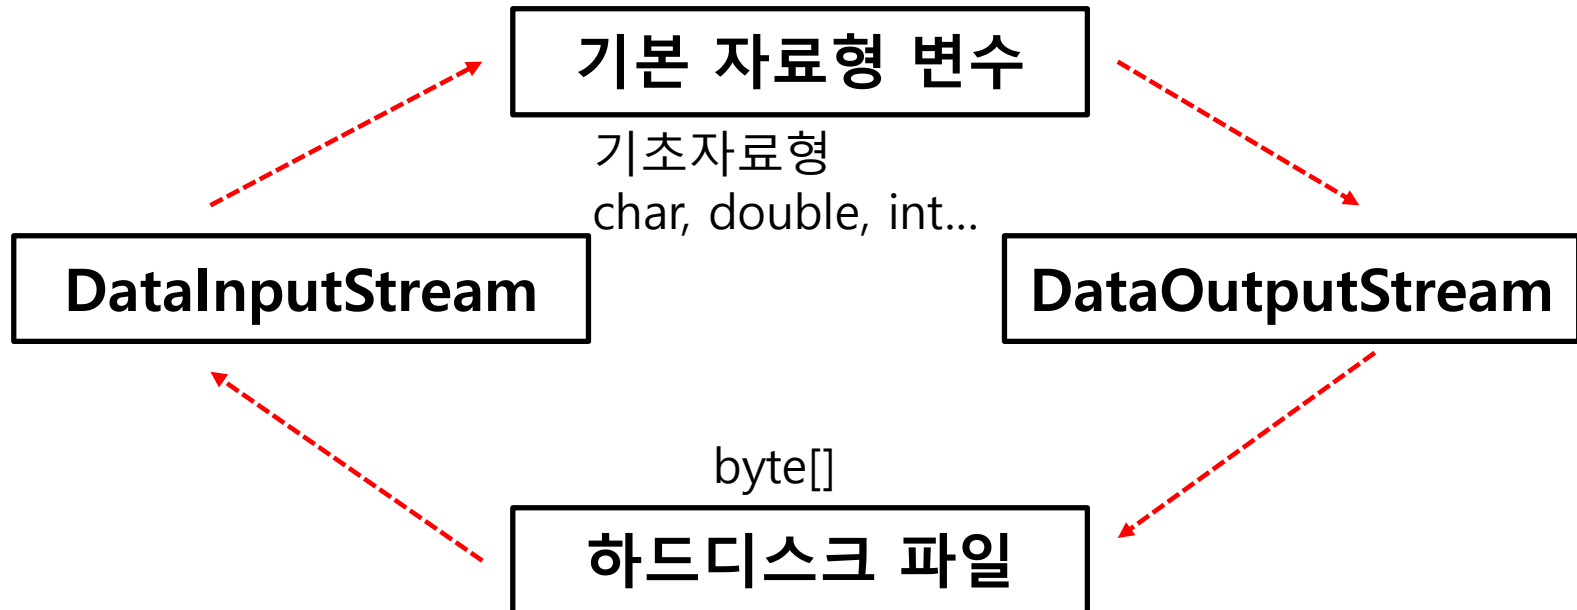 기본 자료형 변수
기초자료형
char, double, int...
DataInputStream
DataOutputStream
byte[]
하드디스크 파일